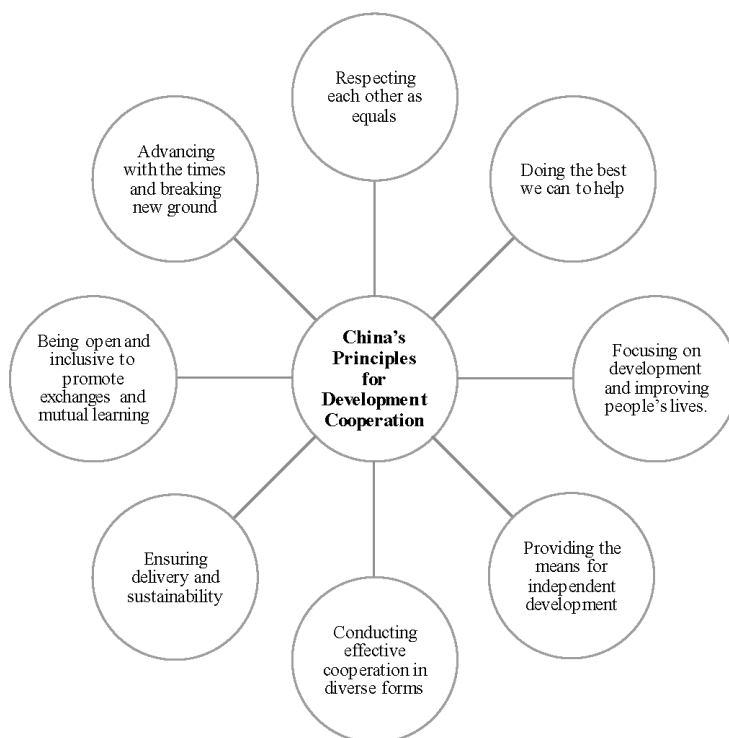 Respecting
each other as
equals
Doing the best
we can to help
Focusing on
development
and improving
people's lives.
Providing the
means for
independent
development
Conducting
effective
cooperation in
diverse forms
Ensuring
delivery and
sustainability
Being open and
inclusive to
promote
exchanges and
mutual learning
Advancing
with the times
and breaking
new ground
China's
Principles
for
Development
Cooperation